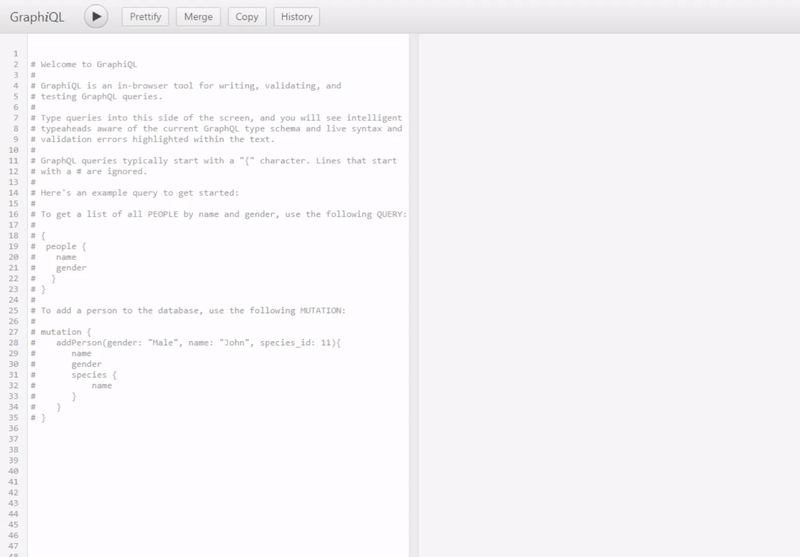 GraphiQL Prettify Merge Copy History
1
2 # Welcome to GraphiQL
3 #
4 # GraphiQL is an in-browser tool for writing, validating, and
5 # testing GraphQL queries.
6 #
7 # Type queries into this side of the screen, and you will see intelligent
8 # typeaheads aware of the current GraphQL type schema and live syntax and
9 # validation errors highlighted within the text.
10 #
11 # GraphQL queries typically start with a "{" character. Lines that start
12 # with a # are ignored.
13 #
14 # Here's an example query to get started:
15 #
16 # To get a list of all PEOPLE by name and gender, use the following QUERY:
17 #
18 # {
19 #  people {
20 #    name
21 #    gender
22 #   }
23 # }
24 #
25 # To add a person to the database, use the following MUTATION:
26 #
27 # mutation {
28 #    addPerson(gender: "Male", name: "John", species_id: 11){
29 #       name
30 #       gender
31 #       species {
32 #           name
33 #       }
34 #    }
35 # }
36
37
38
39
40
41
42
43
44
45
46
47
48